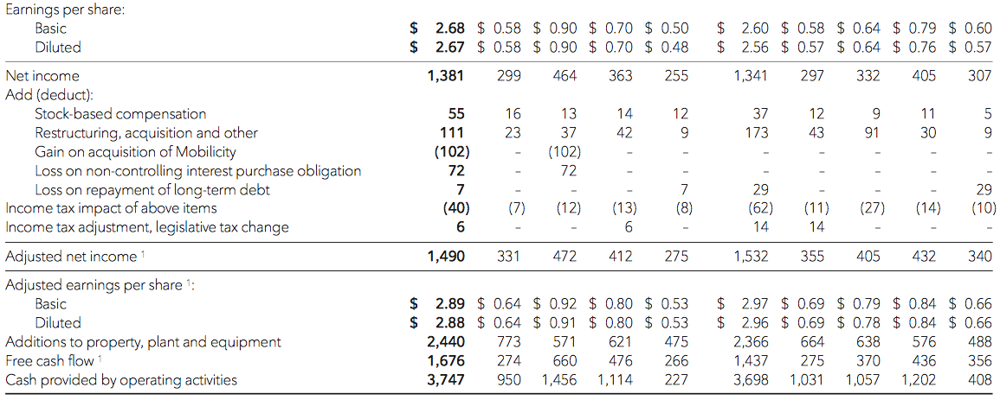 Earnings per share:
Basic $ 2.68 $ 0.58 $ 0.90 $ 0.70 $ 0.50 $ 2.60 $ 0.58 $ 0.64 $ 0.79 $ 0.60
Diluted $ 2.67 $ 0.58 $ 0.90 $ 0.70 $ 0.48 $ 2.56 $ 0.57 $ 0.64 $ 0.76 $ 0.57
Net income 1,381 299 464 363 255 1,341 297 332 405 307
Add (deduct):
Stock-based compensation 55 16 13 14 12 37 12 9 11 5
Restructuring, acquisition and other 111 23 37 42 9 173 43 91 30 9
Gain on acquisition of Mobilicity (102) – (102) – – – – – – –
Loss on non-controlling interest purchase obligation 72 – 72 – – – – – – –
Loss on repayment of long-term debt 7 – – – 7 29 – – – 29
Income tax impact of above items (40) (7) (12) (13) (8) (62) (11) (27) (14) (10)
Income tax adjustment, legislative tax change 6 – – 6 – 14 14 – – –
Adjusted net income 1 1,490 331 472 412 275 1,532 355 405 432 340
Adjusted earnings per share 1:
Basic $ 2.89 $ 0.64 $ 0.92 $ 0.80 $ 0.53 $ 2.97 $ 0.69 $ 0.79 $ 0.84 $ 0.66
Diluted $ 2.88 $ 0.64 $ 0.91 $ 0.80 $ 0.53 $ 2.96 $ 0.69 $ 0.78 $ 0.84 $ 0.66
Additions to property, plant and equipment 2,440 773 571 621 475 2,366 664 638 576 488
Free cash flow 1 1,676 274 660 476 266 1,437 275 370 436 356
Cash provided by operating activities 3,747 950 1,456 1,114 227 3,698 1,031 1,057 1,202 408